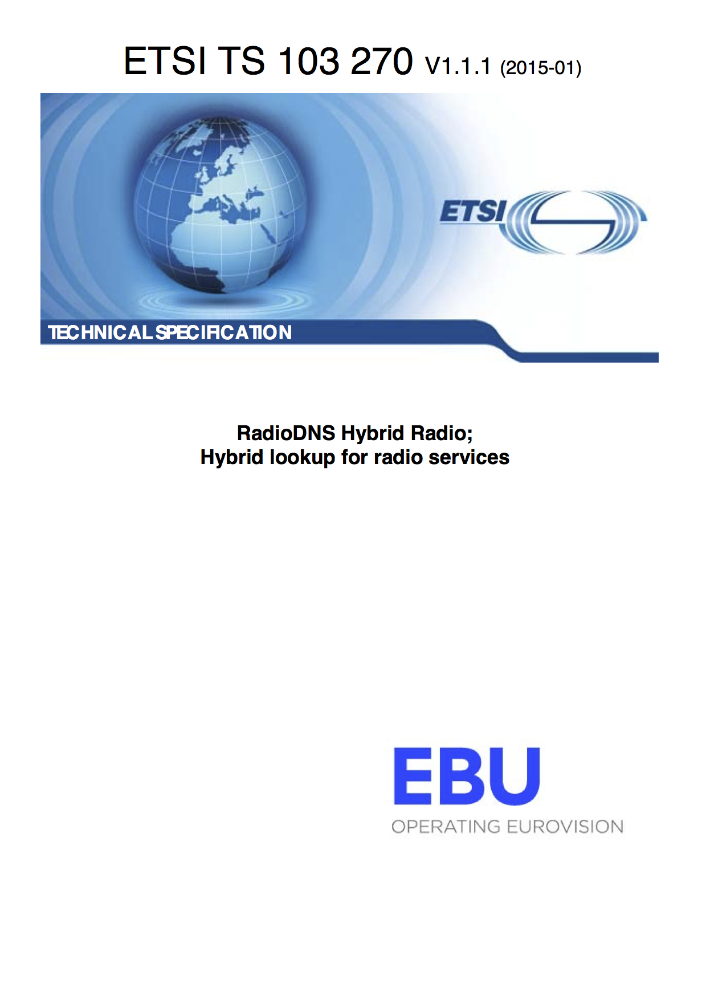 ETSI TS 103 270 V1.1.1 (2015-01)
ETSI
TECHNICAL SPECIFICATION
RadioDNS Hybrid Radio;
Hybrid lookup for radio services
EBU
OPERATING EUROVISION